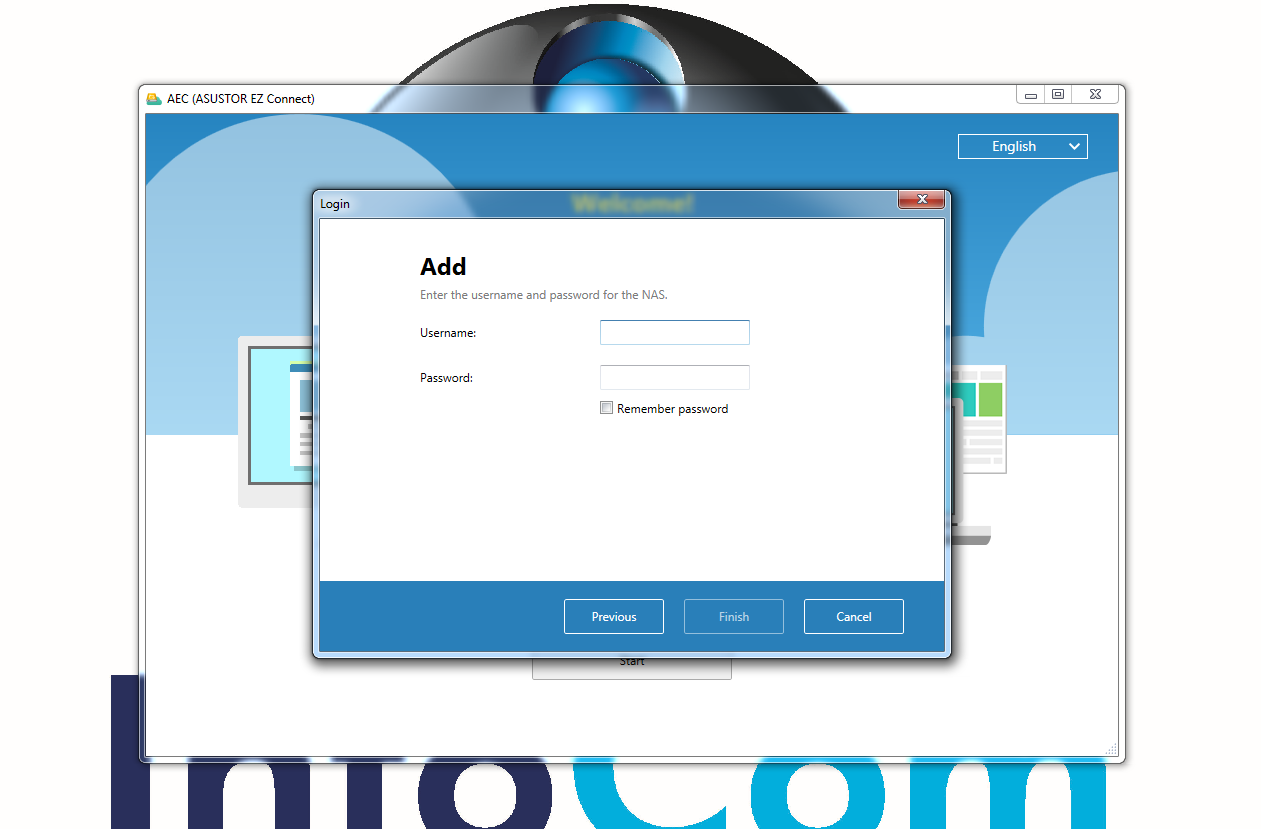 AEC (ASUSTOR EZ Connect)
English
Welcome!
Login
Add
Enter the username and password for the NAS.
Username:
Password:
Remember password
Previous
Finish
Cancel
Start
InfoCom